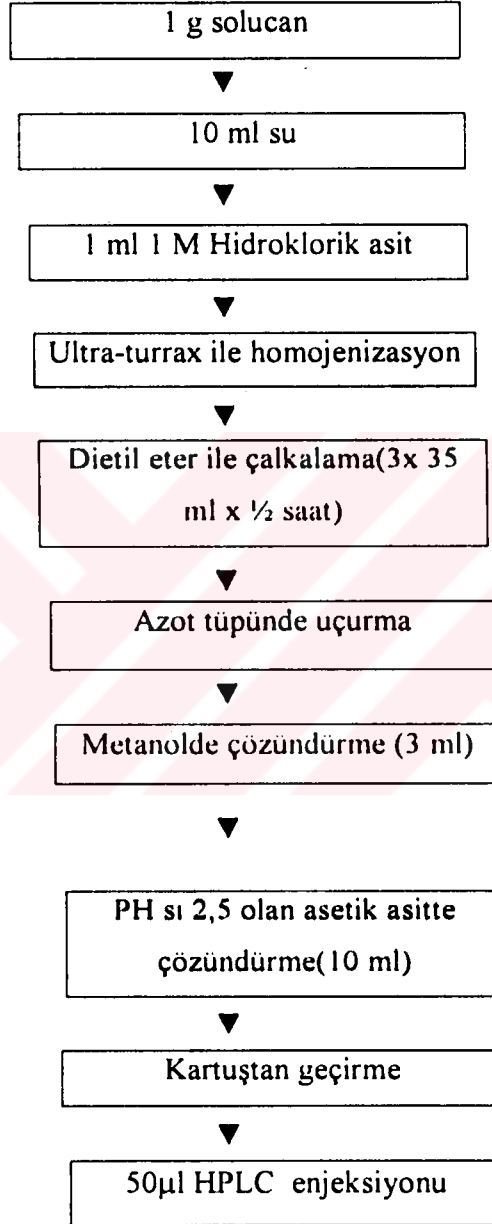 1 g solucan
10 ml su
1 ml 1 M Hidroklorik asit
Ultra-turrax ile homojenizasyon
Dietil eter ile çalkalama(3x 35
ml x ½ saat)
Azot tüpünde uçurma
Metanolde çözündürme (3 ml)
PH sı 2,5 olan asetik asitte
çözündürme(10 ml)
Kartuştan geçirme
50µl HPLC enjeksiyonu